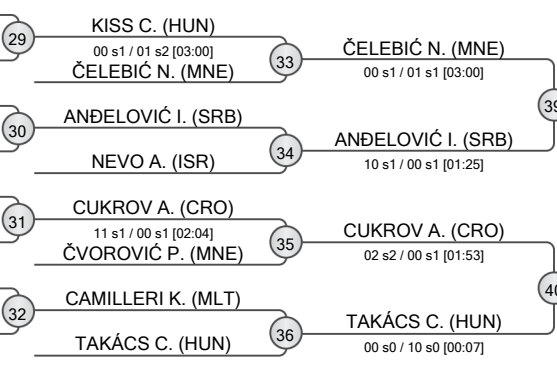 29
KISS C. (HUN)
00 s1 / 01 s2 [03:00]
ČELEBIĆ N. (MNE)
33
ČELEBIĆ N. (MNE)
00 s1 / 01 s1 [03:00]
39
30
ANĐELOVIĆ I. (SRB)
NEVO A. (ISR)
34
ANĐELOVIĆ I. (SRB)
10 s1 / 00 s1 [01:25]
31
CUKROV A. (CRO)
11 s1 / 00 s1 [02:04]
ČVOROVIĆ P. (MNE)
35
CUKROV A. (CRO)
02 s2 / 00 s1 [01:53]
40
32
CAMILLERI K. (MLT)
TAKÁCS C. (HUN)
36
TAKÁCS C. (HUN)
00 s0 / 10 s0 [00:07]